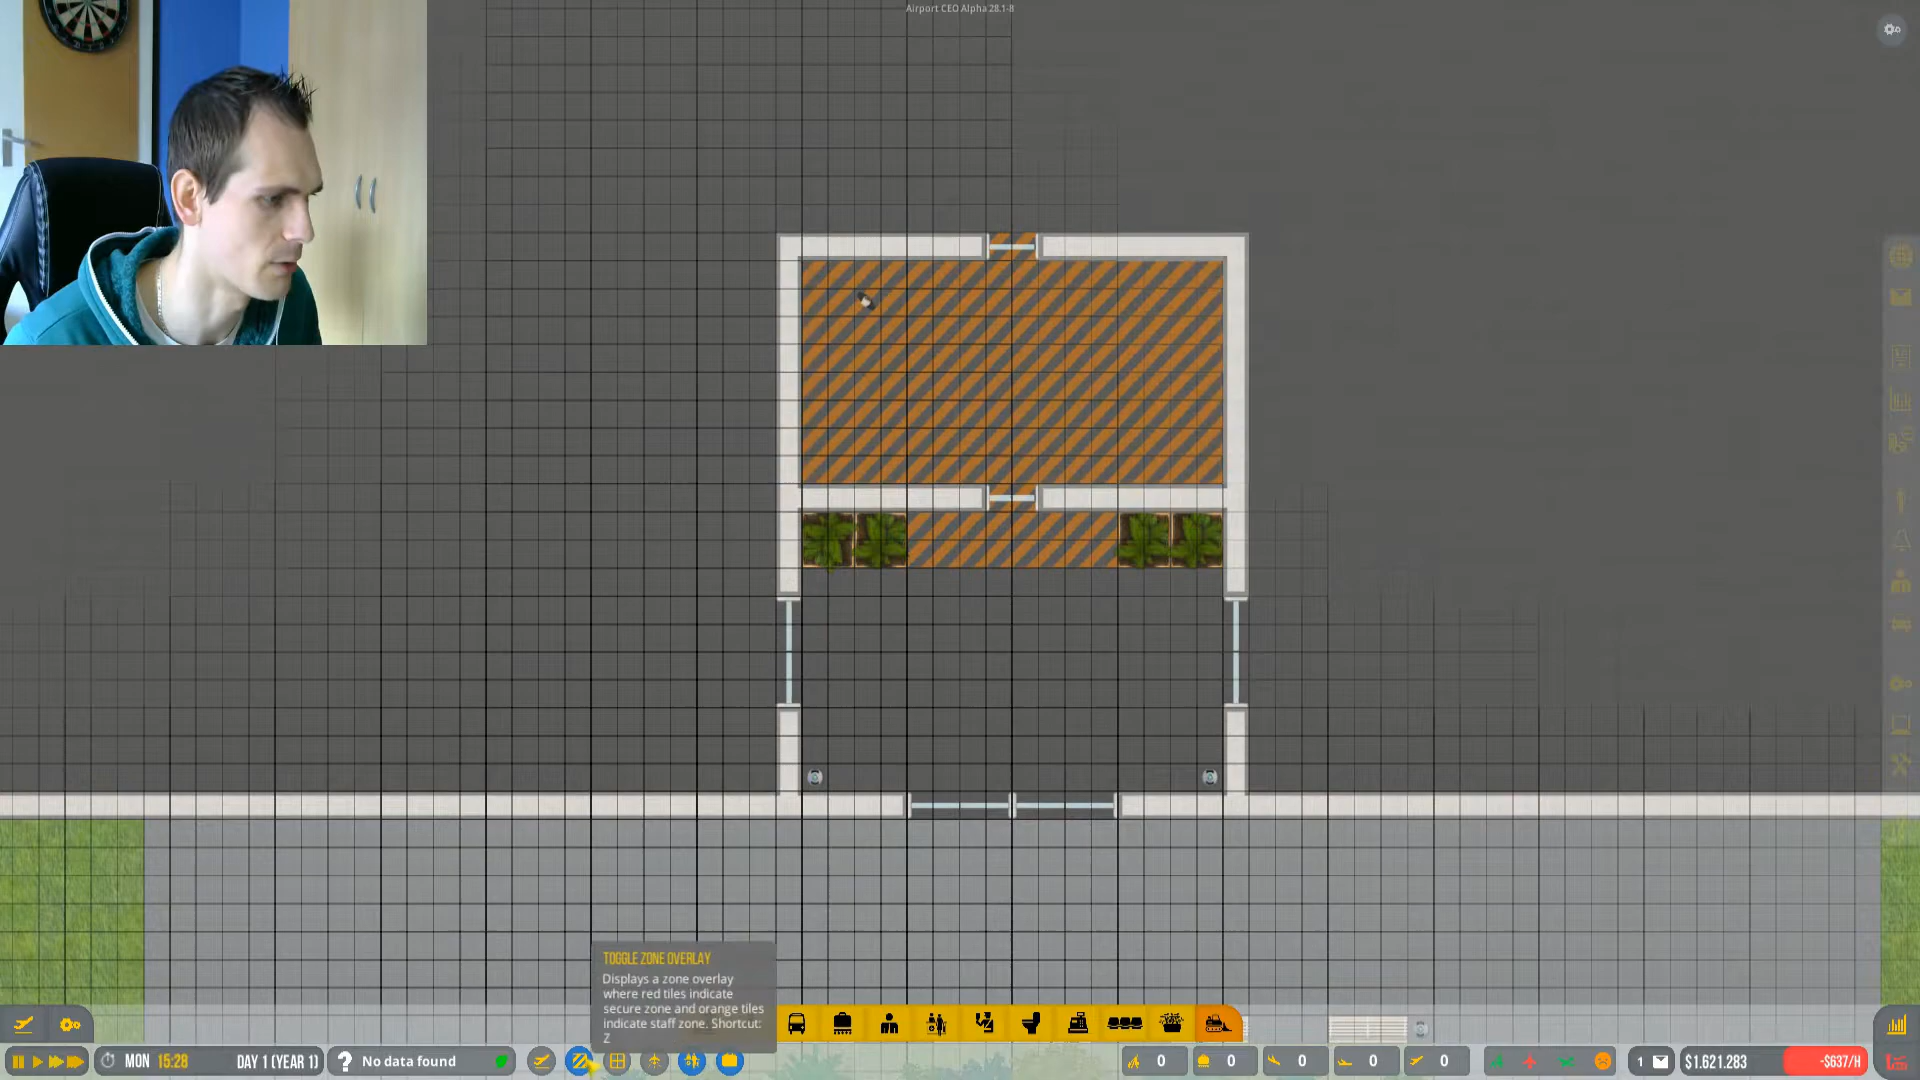 Airport CEO Alpha 28.1-8
TOGGLE ZONE OVERLAY
Displays a zone overlay
where red tiles indicate
secure zone and orange tiles
indicate staff zone. Shortcut:
Z
MON 15:28 DAY 1 (YEAR 1) ? No data found 0 0 0 0 0 1 $1.621.283 -$637/H